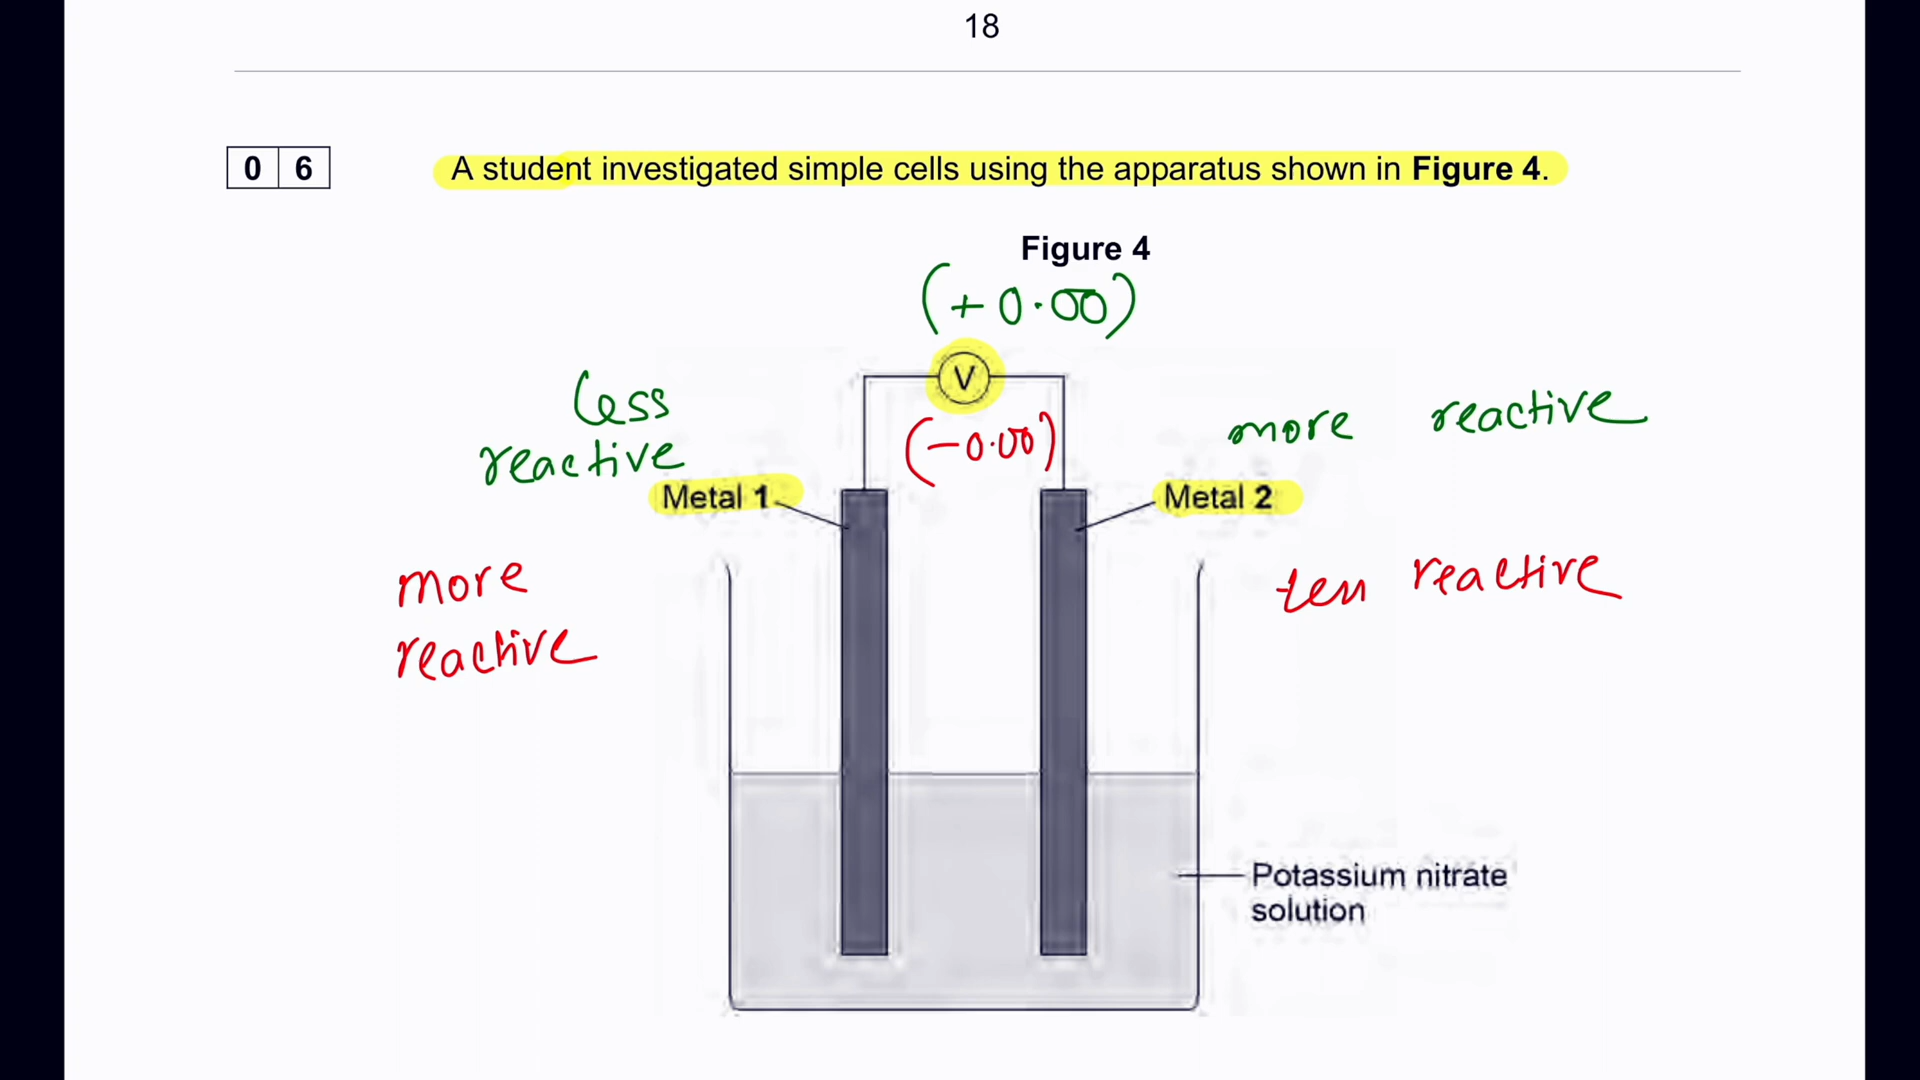 18
0 6 A student investigated simple cells using the apparatus shown in Figure 4.
Figure 4
(+ 0.00)
V
less
reactive
(-0.00)
more reactive
Metal 1
Metal 2
more
reactive
less reactive
Potassium nitrate
solution